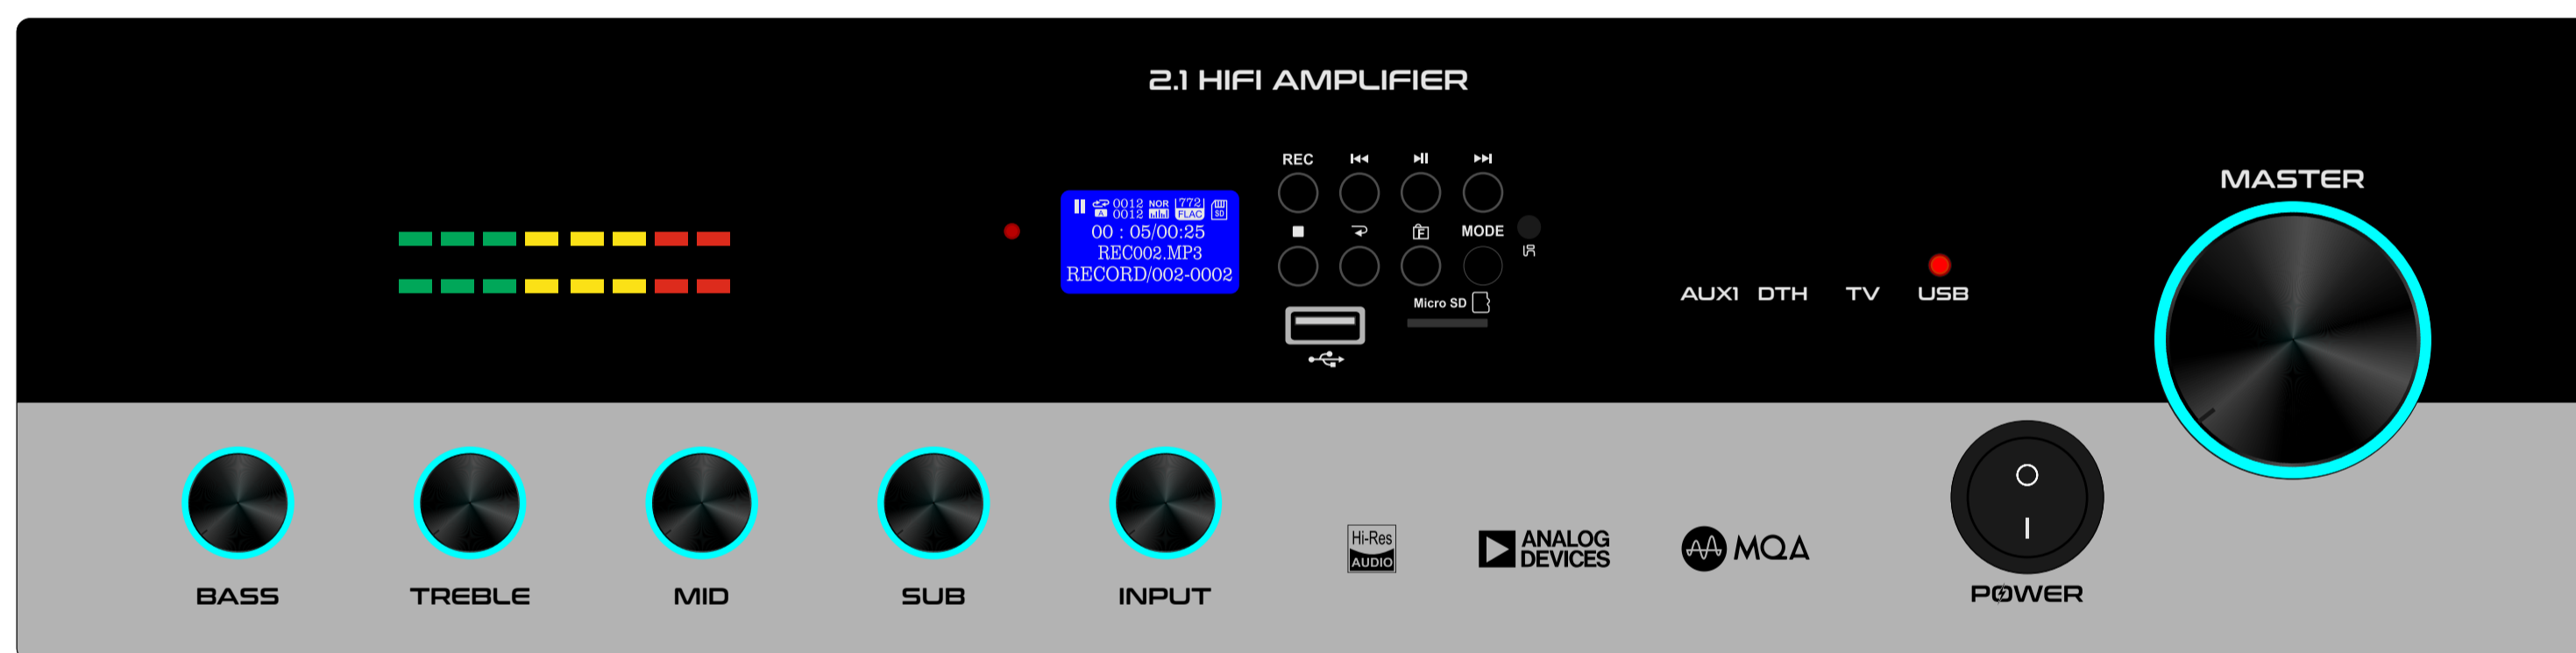 2.1 HIFI AMPLIFIER
REC
0012 NOR 772
A 0012 FLAC SD
00 : 05/00:25
REC002.MP3
RECORD/002-0002
F
MODE
IR
Micro SD
AUX1 DTH TV USB
MASTER
BASS
TREBLE
MID
SUB
INPUT
Hi-Res
AUDIO
ANALOG
DEVICES
MQA
POWER